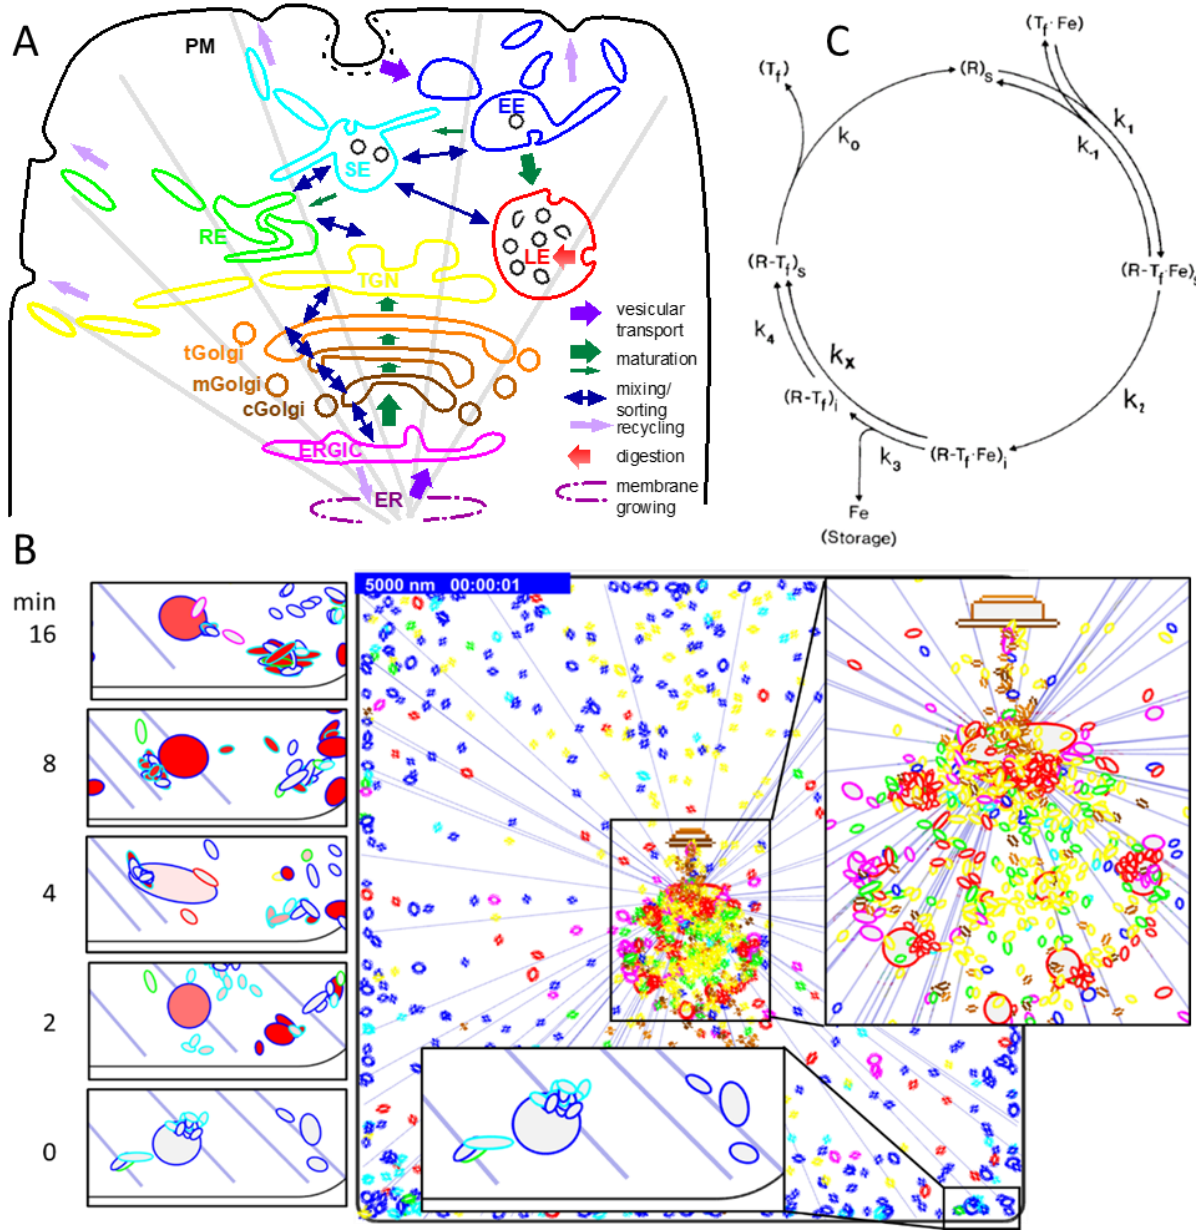 A
PM
EE
SE
RE
LE
TGN
tGolgi
mGolgi
cGolgi
ERGIC
ER
vesicular
transport
maturation
mixing/
sorting
recycling
digestion
membrane
growing
C
(Tf·Fe)
(Tf)
(R)s
k1
k-1
k0
(R-Tf)s
(R-Tf·Fe)s
k4
kx
(R-Tf)i
k2
k3
(R-Tf·Fe)i
Fe
(Storage)
B
min
16
8
4
2
0
5000 nm 00:00:01